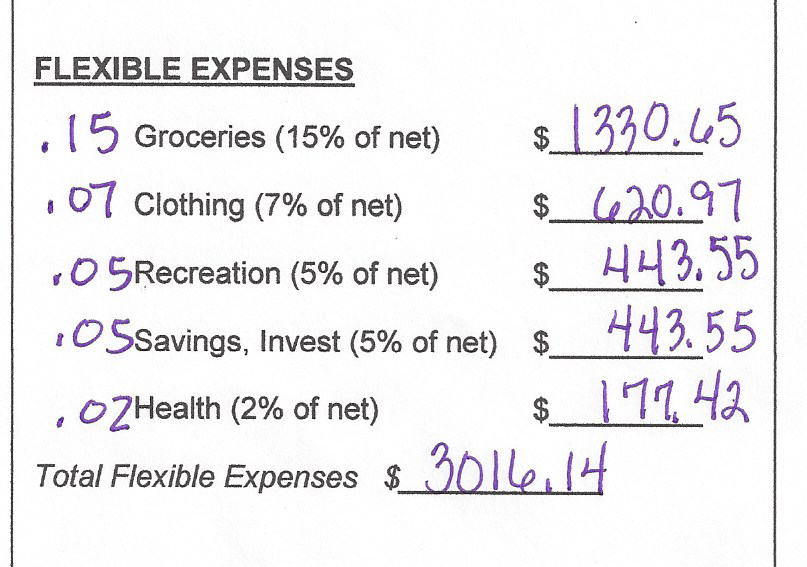 FLEXIBLE EXPENSES
.15 Groceries (15% of net) $ 1330.65
.07 Clothing (7% of net) $ 620.97
.05 Recreation (5% of net) $ 443.55
.05 Savings, Invest (5% of net) $ 443.55
.02 Health (2% of net) $ 177.42
Total Flexible Expenses $ 3016.14